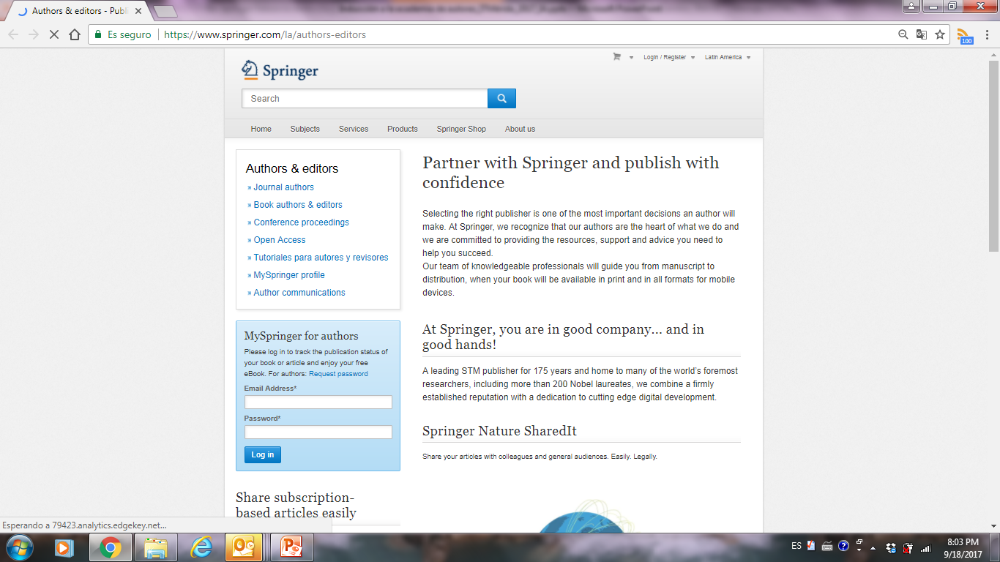 Authors & editors - Publ
Es seguro
https://www.springer.com/la/authors-editors
100
Login / Register
Latin America
Springer
Search
Home
Subjects
Services
Products
Springer Shop
About us
Authors & editors
» Journal authors
» Book authors & editors
» Conference proceedings
» Open Access
» Tutoriales para autores y revisores
» MySpringer profile
» Author communications
MySpringer for authors
Please log in to track the publication status of
your book or article and enjoy your free
eBook. For authors: Request password
Email Address*
Password*
Log in
Share subscription-
based articles easily
Partner with Springer and publish with
confidence
Selecting the right publisher is one of the most important decisions an author will
make. At Springer, we recognize that our authors are the heart of what we do and
we are committed to providing the resources, support and advice you need to
help you succeed.
Our team of knowledgeable professionals will guide you from manuscript to
distribution, when your book will be available in print and in all formats for mobile
devices.
At Springer, you are in good company... and in
good hands!
A leading STM publisher for 175 years and home to many of the world's foremost
researchers, including more than 200 Nobel laureates, we combine a firmly
established reputation with a dedication to cutting edge digital development.
Springer Nature SharedIt
Share your articles with colleagues and general audiences. Easily. Legally.
Esperando a 79423.analytics.edgekey.net...
ES
8:03 PM
9/18/2017